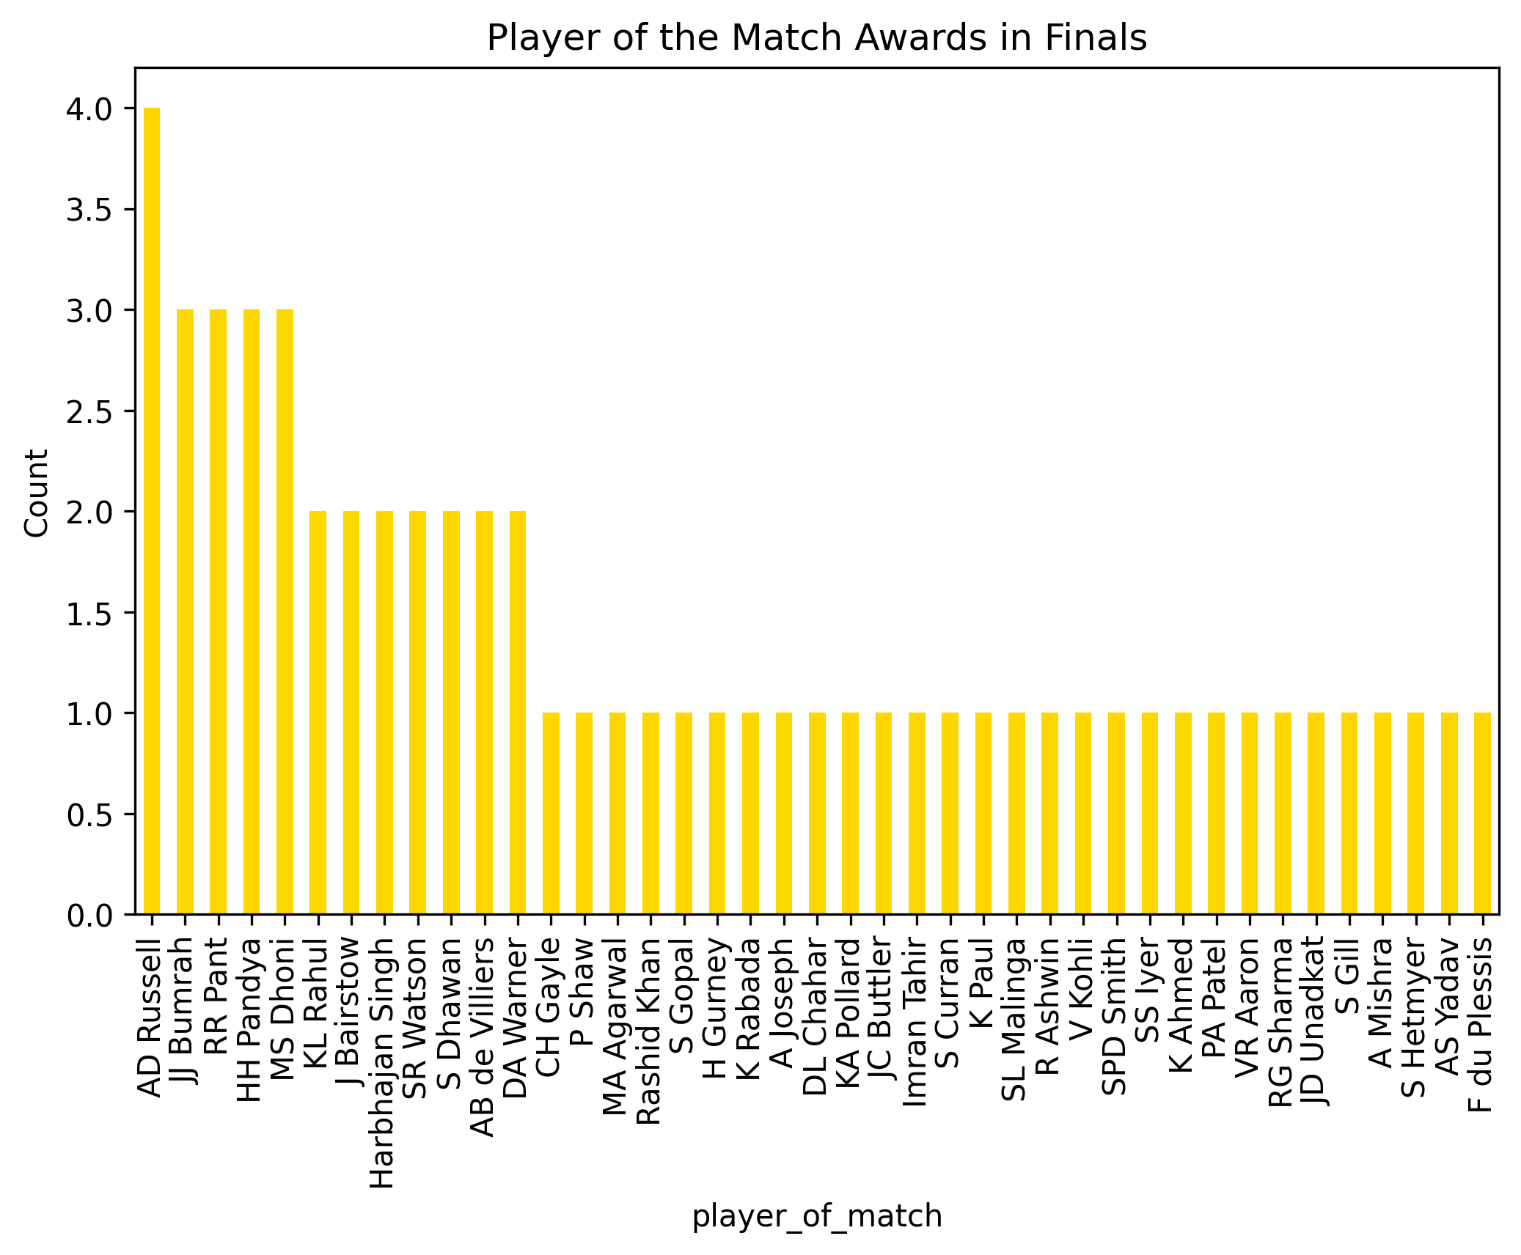 Player of the Match Awards in Finals
4.0
3.5
3.0
2.5
2.0
1.5
1.0
0.5
0.0
Count
AD Russell
JJ Bumrah
RR Pant
HH Pandya
MS Dhoni
KL Rahul
J Bairstow
Harbhajan Singh
SR Watson
S Dhawan
AB de Villiers
DA Warner
CH Gayle
P Shaw
MA Agarwal
Rashid Khan
S Gopal
H Gurney
K Rabada
A Joseph
DL Chahar
KA Pollard
JC Buttler
Imran Tahir
S Curran
K Paul
SL Malinga
R Ashwin
V Kohli
SPD Smith
SS Iyer
K Ahmed
PA Patel
VR Aaron
RG Sharma
JD Unadkat
S Gill
A Mishra
S Hetmyer
AS Yadav
F du Plessis
player_of_match